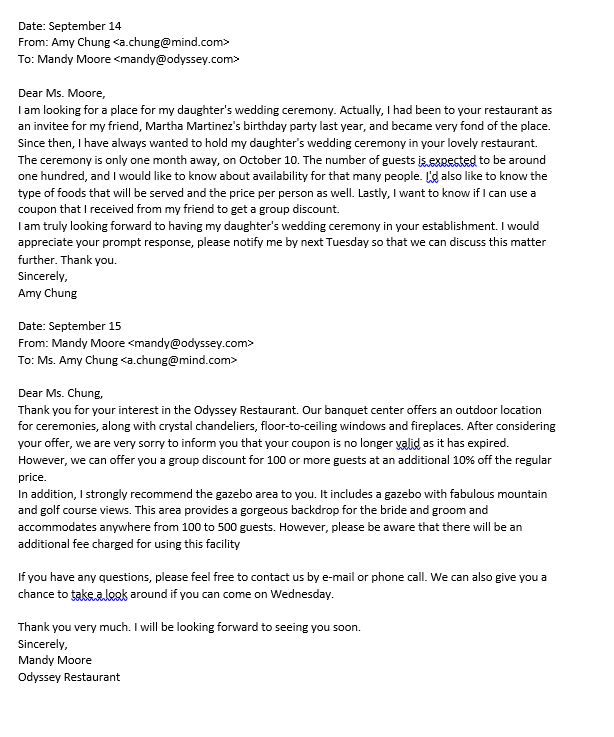 Date: September 14
From: Amy Chung <a.chung@mind.com>
To: Mandy Moore <mandy@odyssey.com>
Dear Ms. Moore,
I am looking for a place for my daughter's wedding ceremony. Actually, I had been to your restaurant as
an invitee for my friend, Martha Martinez's birthday party last year, and became very fond of the place.
Since then, I have always wanted to hold my daughter's wedding ceremony in your lovely restaurant.
The ceremony is only one month away, on October 10. The number of guests is expected to be around
one hundred, and I would like to know about availability for that many people. I'd also like to know the
type of foods that will be served and the price per person as well. Lastly, I want to know if I can use a
coupon that I received from my friend to get a group discount.
I am truly looking forward to having my daughter's wedding ceremony in your establishment. I would
appreciate your prompt response, please notify me by next Tuesday so that we can discuss this matter
further. Thank you.
Sincerely,
Amy Chung
Date: September 15
From: Mandy Moore <mandy@odyssey.com>
To: Ms. Amy Chung <a.chung@mind.com>
Dear Ms. Chung,
Thank you for your interest in the Odyssey Restaurant. Our banquet center offers an outdoor location
for ceremonies, along with crystal chandeliers, floor-to-ceiling windows and fireplaces. After considering
your offer, we are very sorry to inform you that your coupon is no longer valid as it has expired.
However, we can offer you a group discount for 100 or more guests at an additional 10% off the regular
price.
In addition, I strongly recommend the gazebo area to you. It includes a gazebo with fabulous mountain
and golf course views. This area provides a gorgeous backdrop for the bride and groom and
accommodates anywhere from 100 to 500 guests. However, please be aware that there will be an
additional fee charged for using this facility
If you have any questions, please feel free to contact us by e-mail or phone call. We can also give you a
chance to take a look around if you can come on Wednesday.
Thank you very much. I will be looking forward to seeing you soon.
Sincerely,
Mandy Moore
Odyssey Restaurant